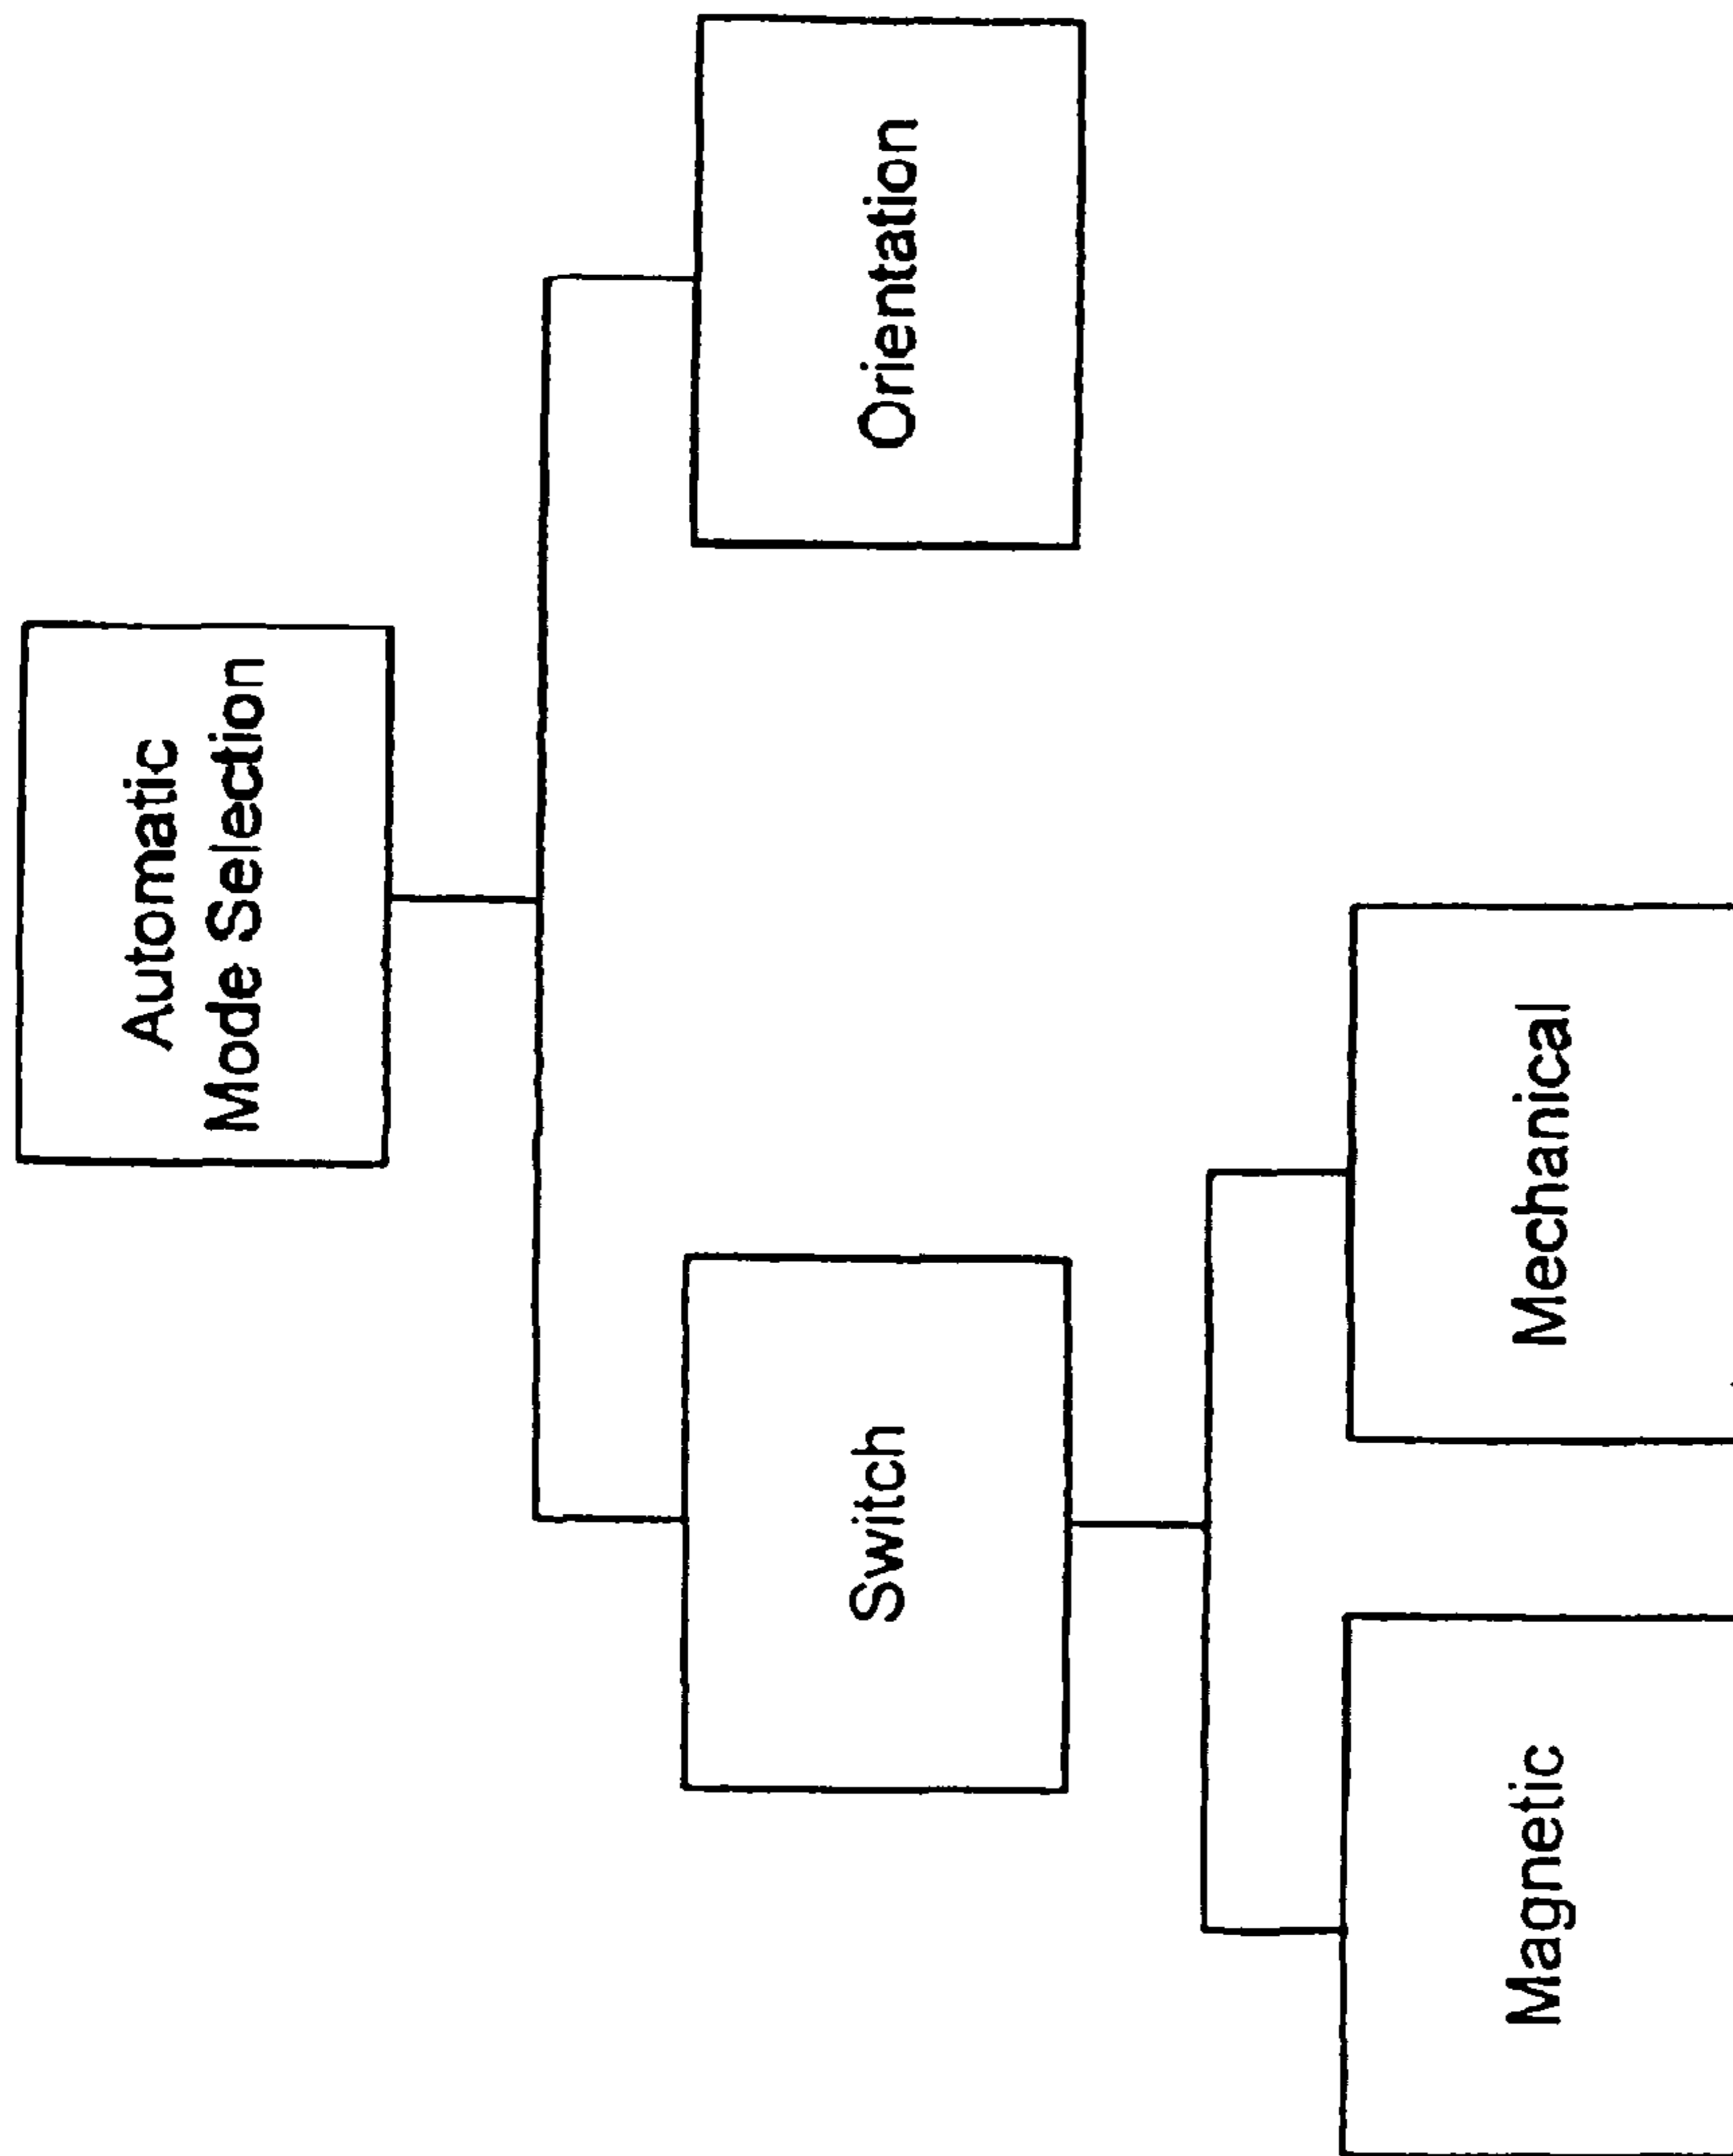 Automatic
Mode Selection
Switch
Orientation
Magnetic
Mechanical